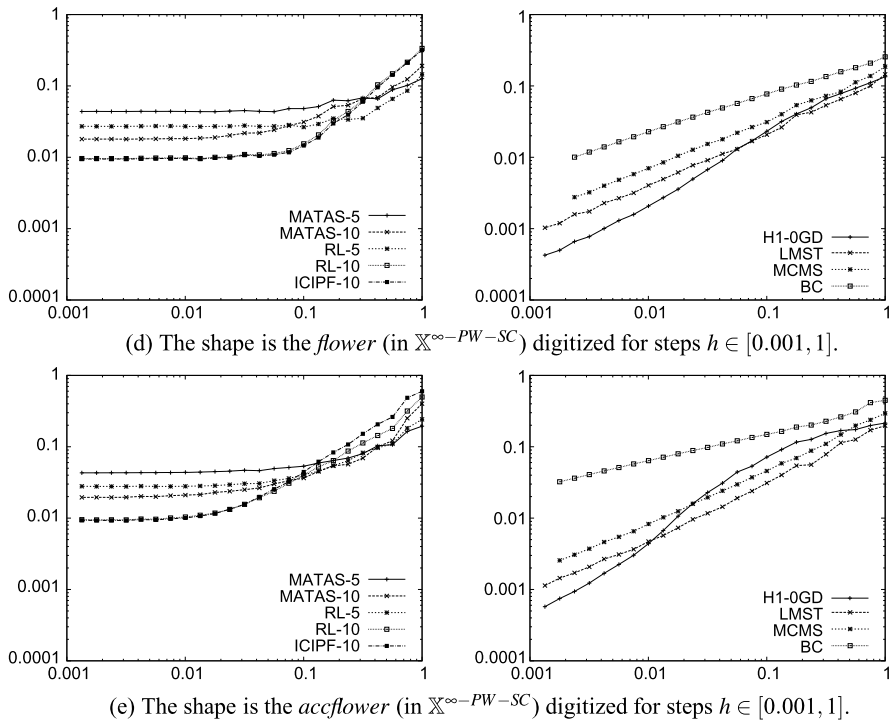 1
0.1
0.01
0.001
0.0001
0.001 0.01 0.1 1
MATAS-5
MATAS-10
RL-5
RL-10
ICIPF-10
1
0.1
0.01
0.001
0.0001
0.001 0.01 0.1 1
H1-0GD
LMST
MCMS
BC
(d) The shape is the flower (in 𝕏^{∞−PW−SC}) digitized for steps h ∈ [0.001, 1].
1
0.1
0.01
0.001
0.0001
0.001 0.01 0.1 1
MATAS-5
MATAS-10
RL-5
RL-10
ICIPF-10
1
0.1
0.01
0.001
0.0001
0.001 0.01 0.1 1
H1-0GD
LMST
MCMS
BC
(e) The shape is the accflower (in 𝕏^{∞−PW−SC}) digitized for steps h ∈ [0.001, 1].